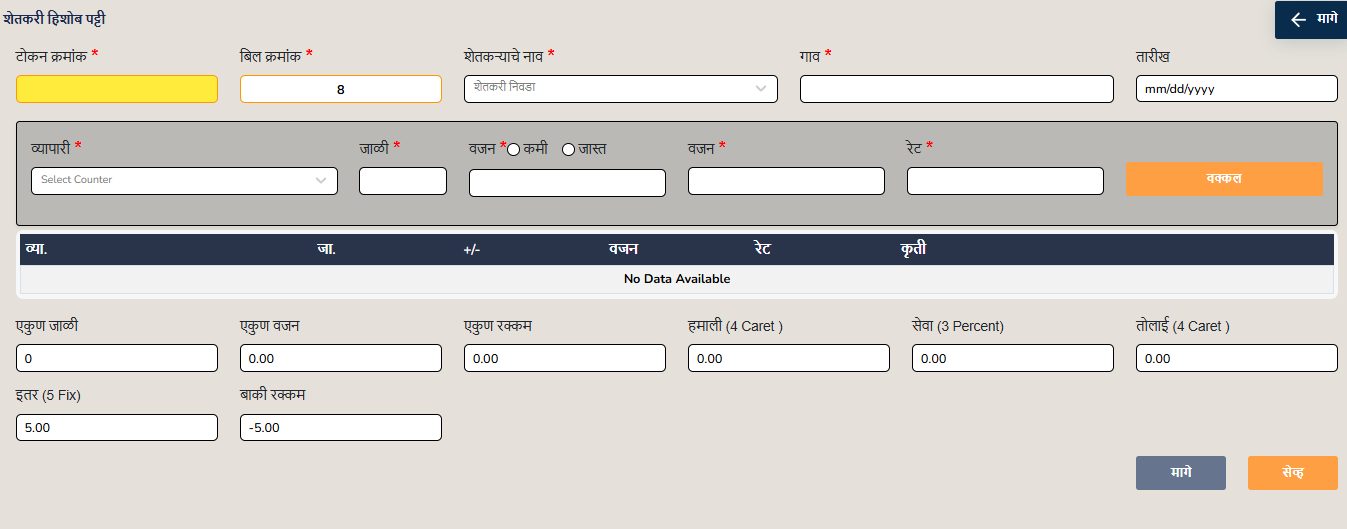 शेतकरी हिशोब पट्टी
मागे
टोकन क्रमांक * बिल क्रमांक * शेतकऱ्याचे नाव * गाव * तारीख
8 शेतकरी निवडा mm/dd/yyyy
व्यापारी * जाळी * वजन * कमी जास्त वजन * रेट *
Select Counter वक्कल
व्या. जा. +/- वजन रेट कृती
No Data Available
एकुण जाळी एकुण वजन एकुण रक्कम हमाली (4 Caret ) सेवा (3 Percent) तोलाई (4 Caret )
0 0.00 0.00 0.00 0.00 0.00
इतर (5 Fix) बाकी रक्कम
5.00 -5.00
मागे सेव्ह